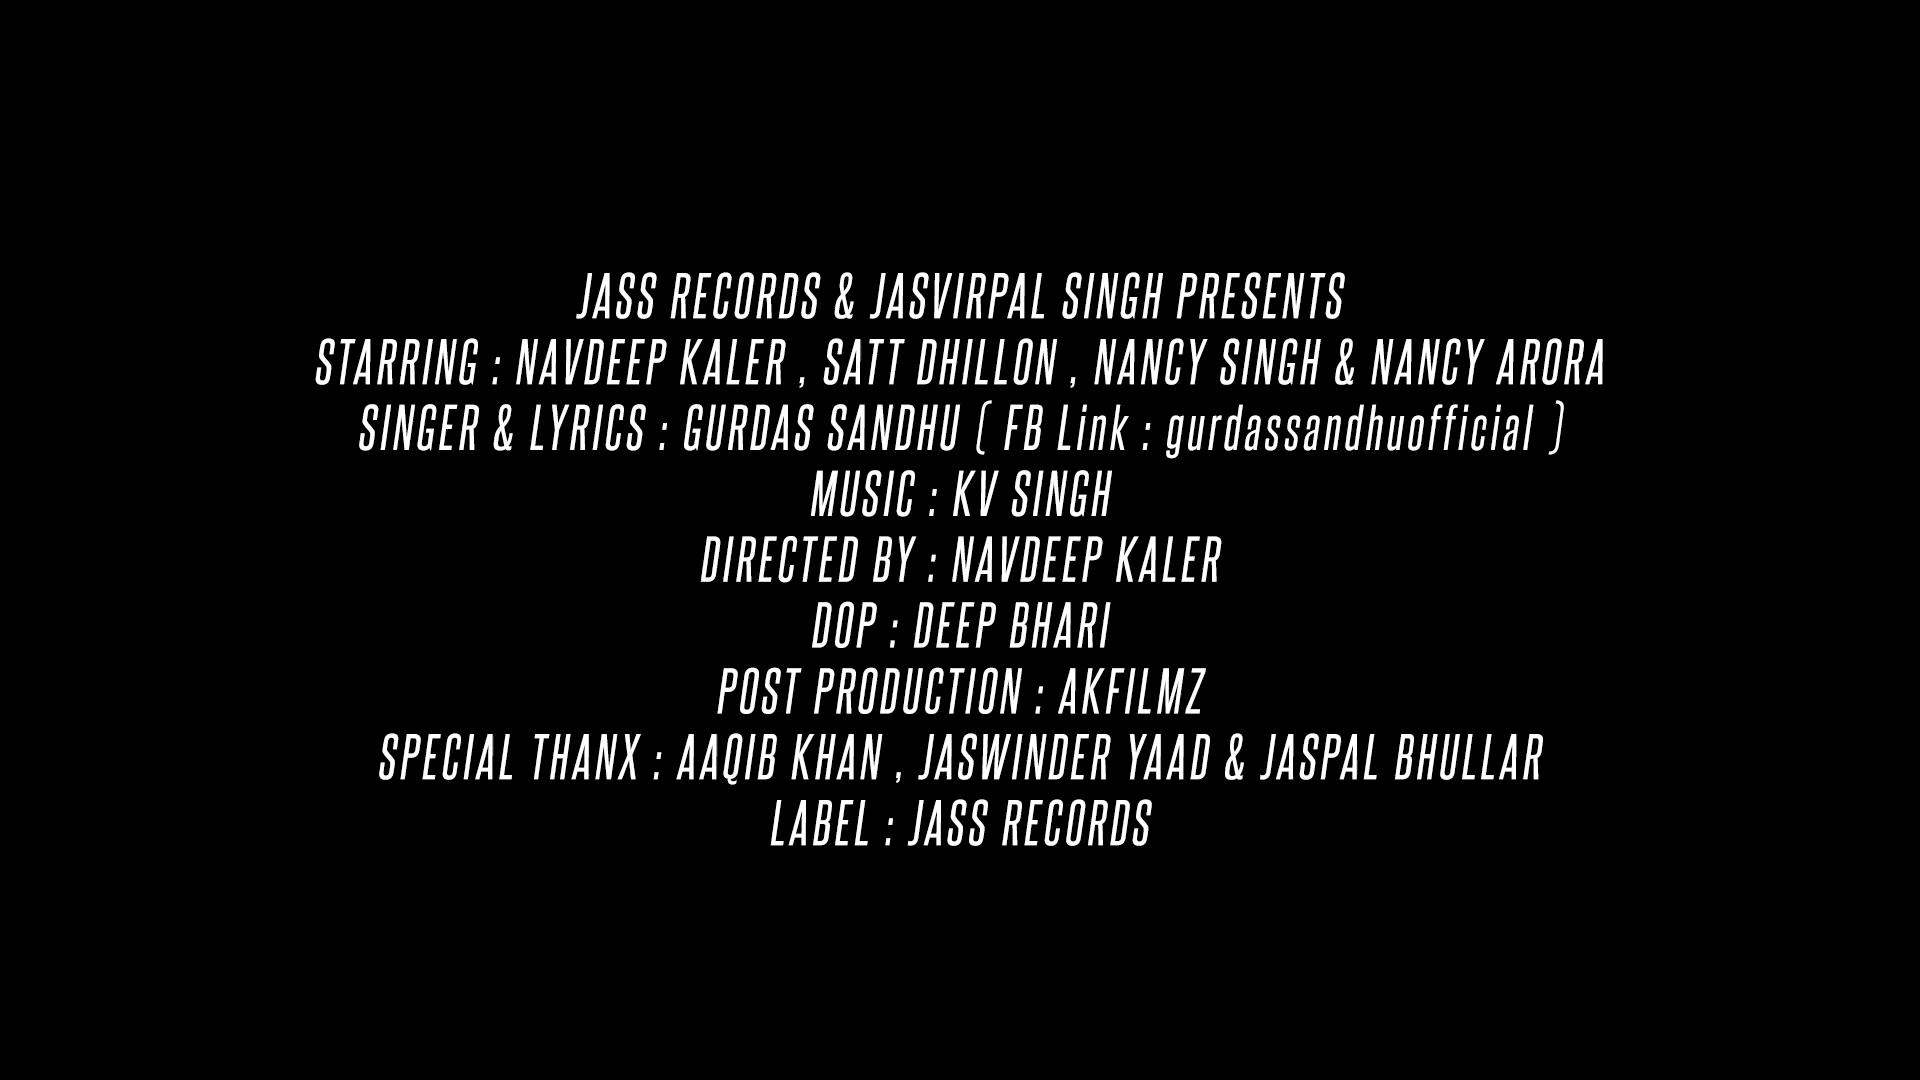 JASS RECORDS & JASVIRPAL SINGH PRESENTS
STARRING : NAVDEEP KALER , SATT DHILLON , NANCY SINGH & NANCY ARORA
SINGER & LYRICS : GURDAS SANDHU ( FB Link : gurdassandhuofficial )
MUSIC : KV SINGH
DIRECTED BY : NAVDEEP KALER
DOP : DEEP BHARI
POST PRODUCTION : AKFILMZ
SPECIAL THANX : AAQIB KHAN , JASWINDER YAAD & JASPAL BHULLAR
LABEL : JASS RECORDS